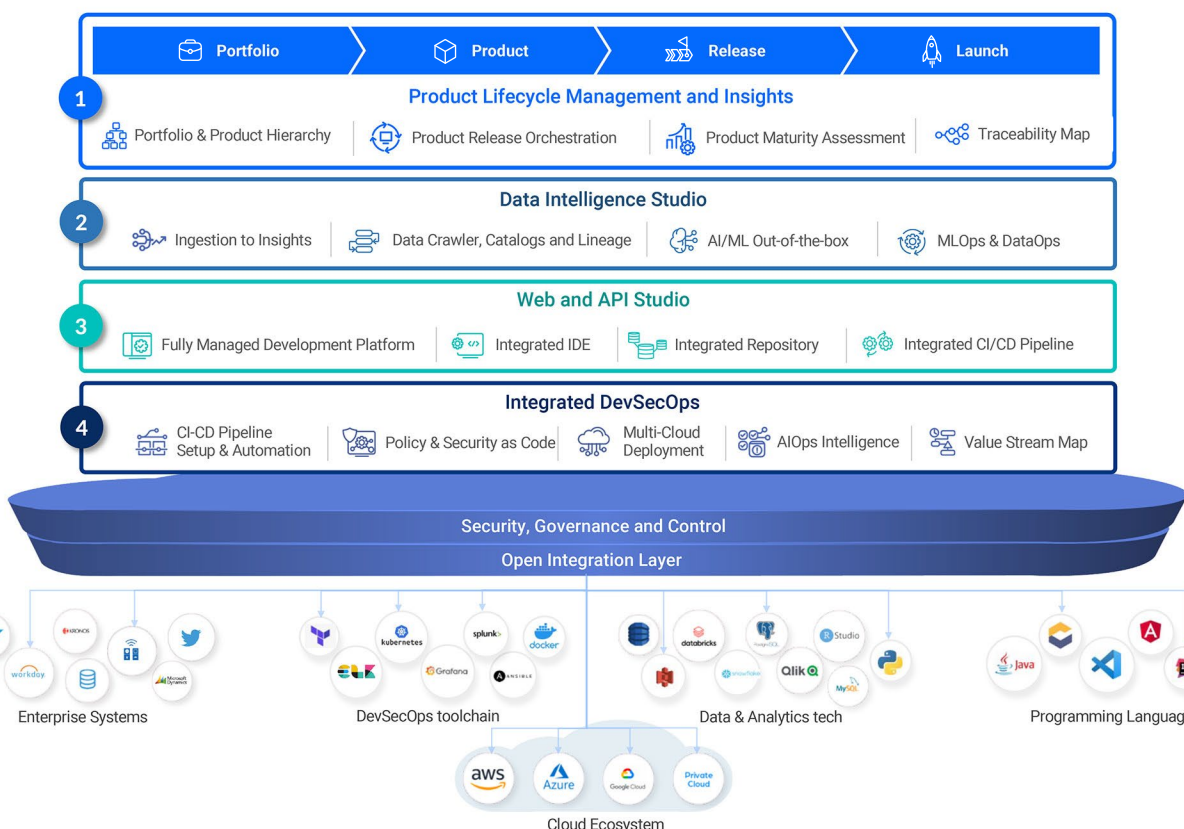 Portfolio
Product
Release
Launch
1
Product Lifecycle Management and Insights
Portfolio & Product Hierarchy
Product Release Orchestration
Product Maturity Assessment
Traceability Map
2
Data Intelligence Studio
Ingestion to Insights
Data Crawler, Catalogs and Lineage
AI/ML Out-of-the-box
MLOps & DataOps
3
Web and API Studio
Fully Managed Development Platform
Integrated IDE
Integrated Repository
Integrated CI/CD Pipeline
4
Integrated DevSecOps
CI-CD Pipeline
Setup & Automation
Policy & Security as Code
Multi-Cloud
Deployment
AIOps Intelligence
Value Stream Map
Security, Governance and Control
Open Integration Layer
KRONOS
workday
Microsoft
Dynamics
Enterprise Systems
kubernetes
splunk>
docker
ELK
Grafana
A ANSIBLE
DevSecOps toolchain
databricks
PostgreSQL
R Studio
snowflake
Qlik
MySQL
Data & Analytics tech
A
Java
Programming Languag
aws
Azure
Google Cloud
Private
Cloud
Cloud Ecosystem